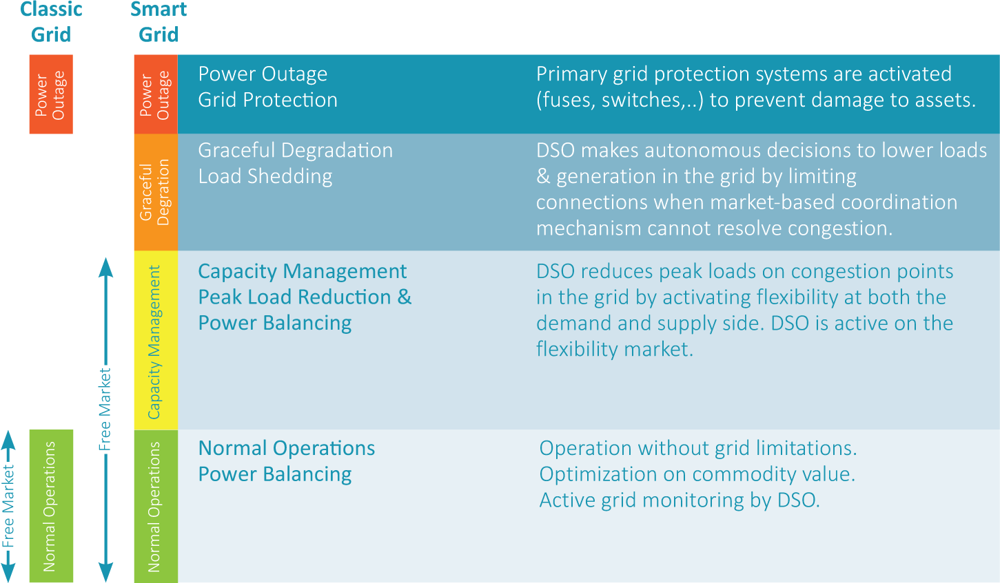 Classic
Grid
Smart
Grid
Power
Outage
Power
Outage
Power Outage
Grid Protection
Primary grid protection systems are activated
(fuses, switches,..) to prevent damage to assets.
Graceful
Degration
Graceful Degradation
Load Shedding
DSO makes autonomous decisions to lower loads
& generation in the grid by limiting
connections when market-based coordination
mechanism cannot resolve congestion.
Free Market
Capacity Management
Capacity Management
Peak Load Reduction &
Power Balancing
DSO reduces peak loads on congestion points
in the grid by activating flexibility at both the
demand and supply side. DSO is active on the
flexibility market.
Free Market
Normal Operations
Normal Operations
Normal Operations
Power Balancing
Operation without grid limitations.
Optimization on commodity value.
Active grid monitoring by DSO.